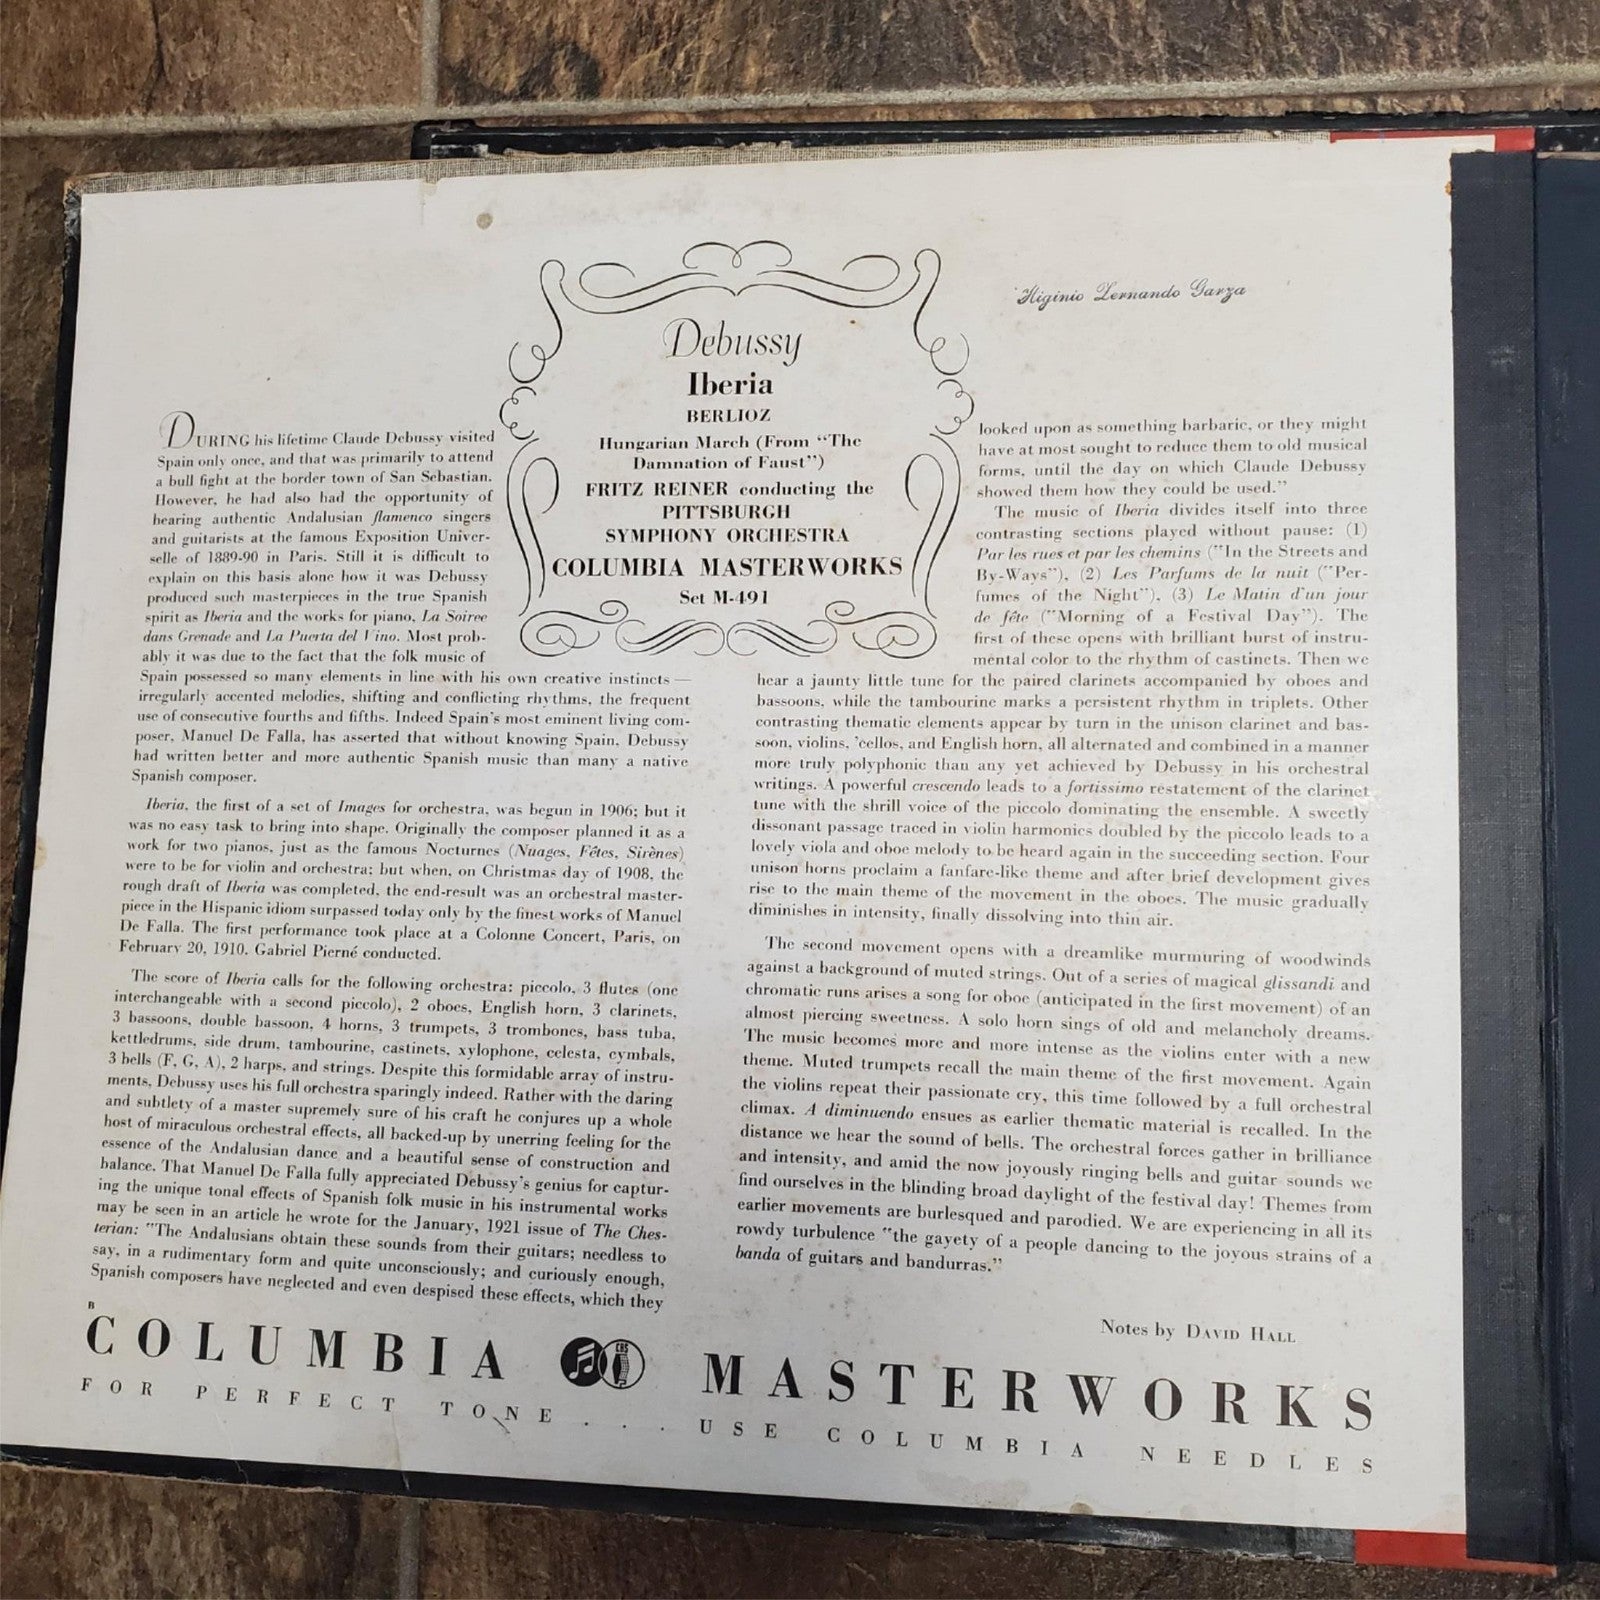 Higinio Fernando Garza
Debussy
Iberia
BERLIOZ
Hungarian March (From “The
Damnation of Faust”)
FRITZ REINER conducting the
PITTSBURGH
SYMPHONY ORCHESTRA
COLUMBIA MASTERWORKS
Set M-491
DURING his lifetime Claude Debussy visited
Spain only once, and that was primarily to attend
a bull fight at the border town of San Sebastian.
However, he had also had the opportunity of
hearing authentic Andalusian flamenco singers
and guitarists at the famous Exposition Univer-
selle of 1889-90 in Paris. Still it is difficult to
explain on this basis alone how it was Debussy
produced such masterpieces in the true Spanish
spirit as Iberia and the works for piano, La Soiree
dans Grenade and La Puerta del Vino. Most prob-
ably it was due to the fact that the folk music of
Spain possessed so many elements in line with his own creative instincts —
irregularly accented melodies, shifting and conflicting rhythms, the frequent
use of consecutive fourths and fifths. Indeed Spain's most eminent living com-
poser, Manuel De Falla, has asserted that without knowing Spain, Debussy
had written better and more authentic Spanish music than many a native
Spanish composer.
Iberia, the first of a set of Images for orchestra, was begun in 1906; but it
was no easy task to bring into shape. Originally the composer planned it as a
work for two pianos, just as the famous Nocturnes (Nuages, Fêtes, Sirènes)
were to be for violin and orchestra; but when, on Christmas day of 1908, the
rough draft of Iberia was completed, the end-result was an orchestral master-
piece in the Hispanic idiom surpassed today only by the finest works of Manuel
De Falla. The first performance took place at a Colonne Concert, Paris, on
February 20, 1910. Gabriel Pierné conducted.
The score of Iberia calls for the following orchestra: piccolo, 3 flutes (one
interchangeable with a second piccolo), 2 oboes, English horn, 3 clarinets,
3 bassoons, double bassoon, 4 horns, 3 trumpets, 3 trombones, bass tuba,
kettledrums, side drum, tambourine, castinets, xylophone, celesta, cymbals,
3 bells (F, G, A), 2 harps, and strings. Despite this formidable array of instru-
ments, Debussy uses his full orchestra sparingly indeed. Rather with the daring
and subtlety of a master supremely sure of his craft he conjures up a whole
host of miraculous orchestral effects, all backed-up by unerring feeling for the
essence of the Andalusian dance and a beautiful sense of construction and
balance. That Manuel De Falla fully appreciated Debussy's genius for captur-
ing the unique tonal effects of Spanish folk music in his instrumental works
may be seen in an article he wrote for the January, 1921 issue of The Ches-
terian: “The Andalusians obtain these sounds from their guitars; needless to
say, in a rudimentary form and quite unconsciously; and curiously enough,
Spanish composers have neglected and even despised these effects, which they
looked upon as something barbaric, or they might
have at most sought to reduce them to old musical
forms, until the day on which Claude Debussy
showed them how they could be used.”
The music of Iberia divides itself into three
contrasting sections played without pause: (1)
Par les rues et par les chemins (“In the Streets and
By-Ways”), (2) Les Parfums de la nuit (“Per-
fumes of the Night”), (3) Le Matin d'un jour
de fête (“Morning of a Festival Day”). The
first of these opens with brilliant burst of instru-
mental color to the rhythm of castinets. Then we
hear a jaunty little tune for the paired clarinets accompanied by oboes and
bassoons, while the tambourine marks a persistent rhythm in triplets. Other
contrasting thematic elements appear by turn in the unison clarinet and bas-
soon, violins, 'cellos, and English horn, all alternated and combined in a manner
more truly polyphonic than any yet achieved by Debussy in his orchestral
writings. A powerful crescendo leads to a fortissimo restatement of the clarinet
tune with the shrill voice of the piccolo dominating the ensemble. A sweetly
dissonant passage traced in violin harmonics doubled by the piccolo leads to a
lovely viola and oboe melody to be heard again in the succeeding section. Four
unison horns proclaim a fanfare-like theme and after brief development gives
rise to the main theme of the movement in the oboes. The music gradually
diminishes in intensity, finally dissolving into thin air.
The second movement opens with a dreamlike murmuring of woodwinds
against a background of muted strings. Out of a series of magical glissandi and
chromatic runs arises a song for oboe (anticipated in the first movement) of an
almost piercing sweetness. A solo horn sings of old and melancholy dreams.
The music becomes more and more intense as the violins enter with a new
theme. Muted trumpets recall the main theme of the first movement. Again
the violins repeat their passionate cry, this time followed by a full orchestral
climax. A diminuendo ensues as earlier thematic material is recalled. In the
distance we hear the sound of bells. The orchestral forces gather in brilliance
and intensity, and amid the now joyously ringing bells and guitar sounds we
find ourselves in the blinding broad daylight of the festival day! Themes from
earlier movements are burlesqued and parodied. We are experiencing in all its
rowdy turbulence “the gayety of a people dancing to the joyous strains of a
banda of guitars and bandurras.”
Notes by DAVID HALL
B
COLUMBIA CBS MASTERWORKS
FOR PERFECT TONE . . . USE COLUMBIA NEEDLES